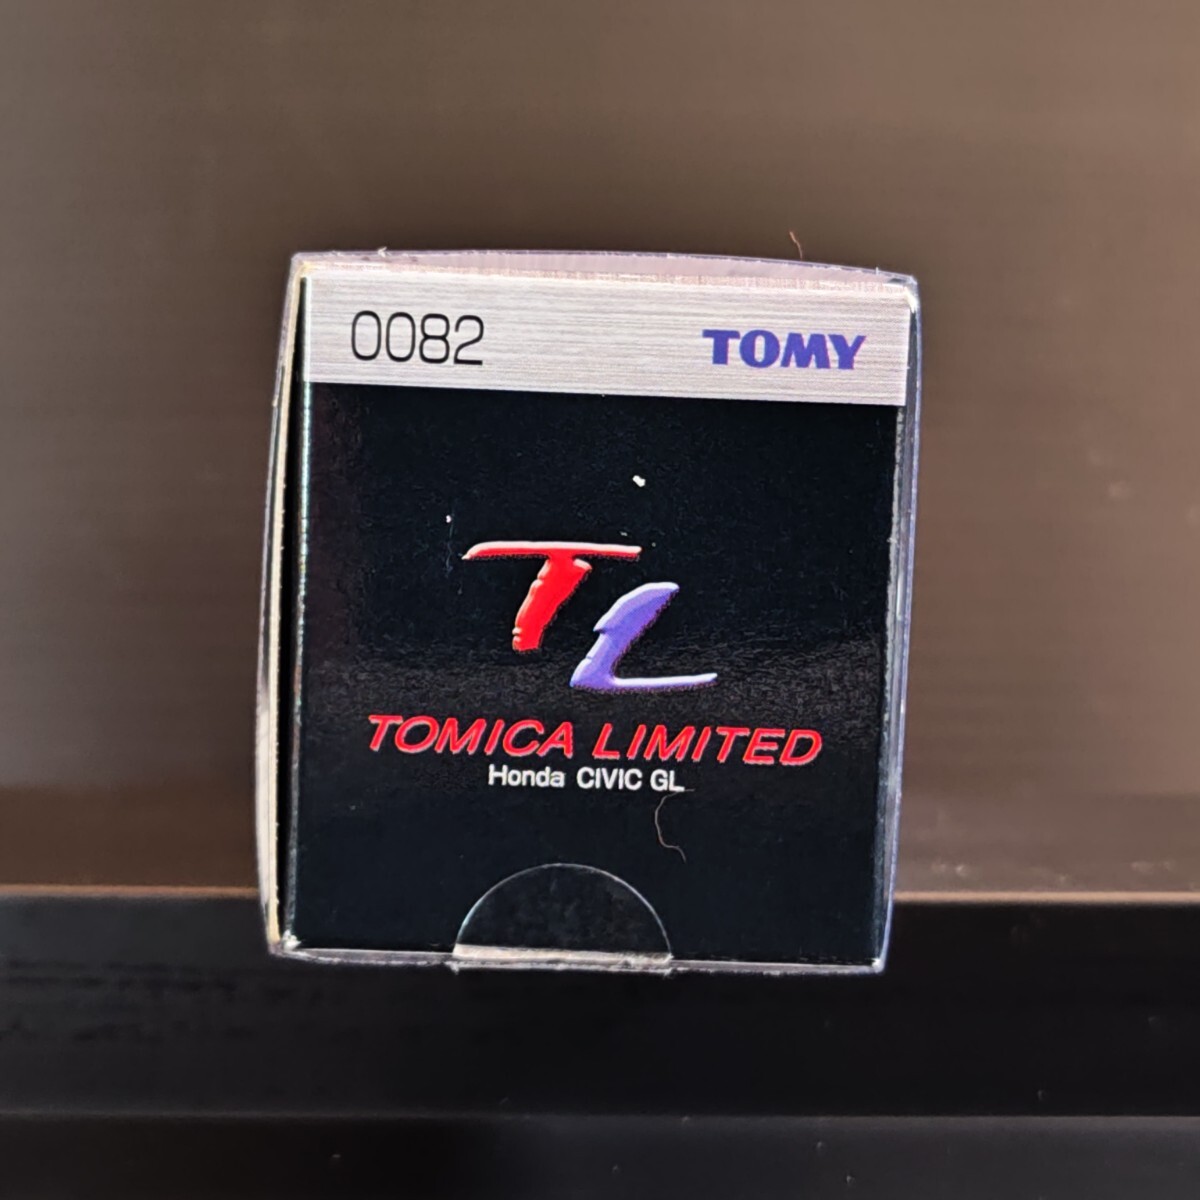 0082 TOMY
TL
TOMICA LIMITED
Honda CIVIC GL